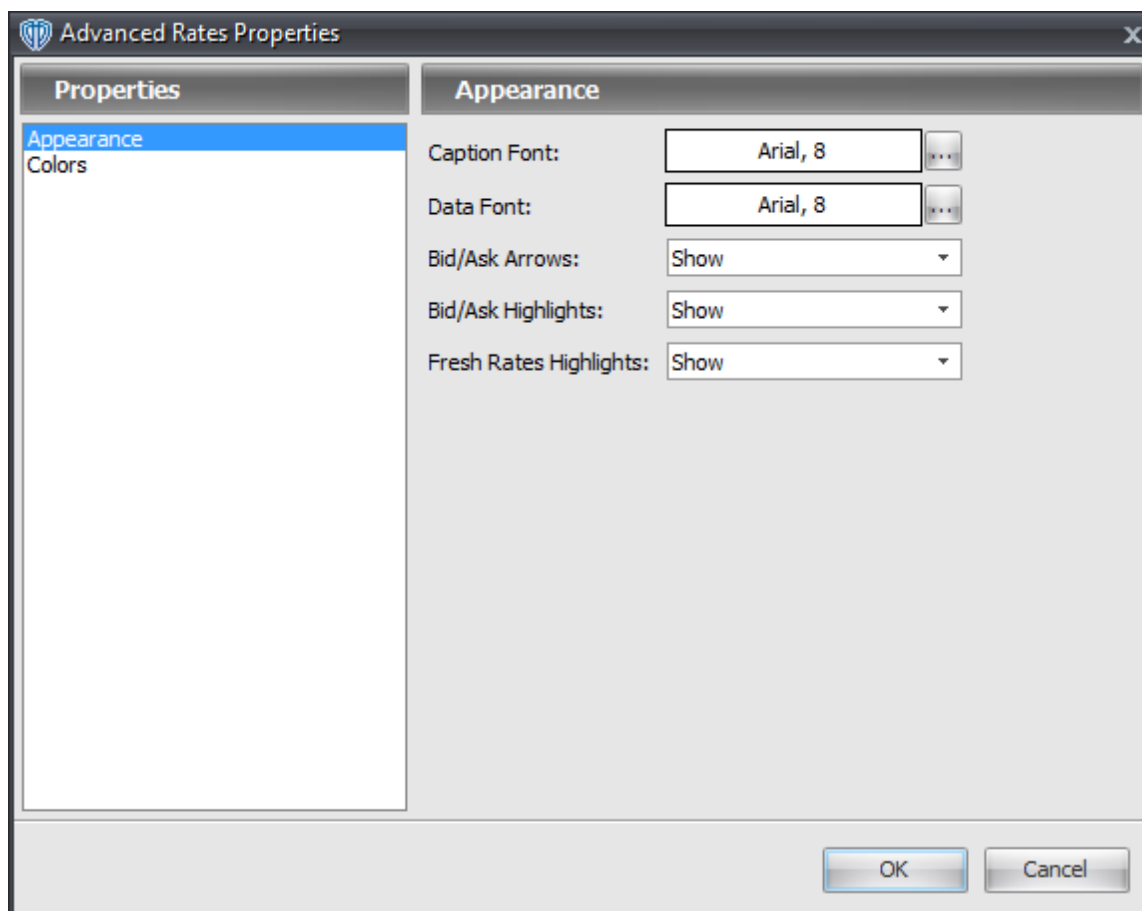 Advanced Rates Properties x
Properties
Appearance
Colors
Appearance
Caption Font: Arial, 8 ...
Data Font: Arial, 8 ...
Bid/Ask Arrows: Show
Bid/Ask Highlights: Show
Fresh Rates Highlights: Show
OK Cancel